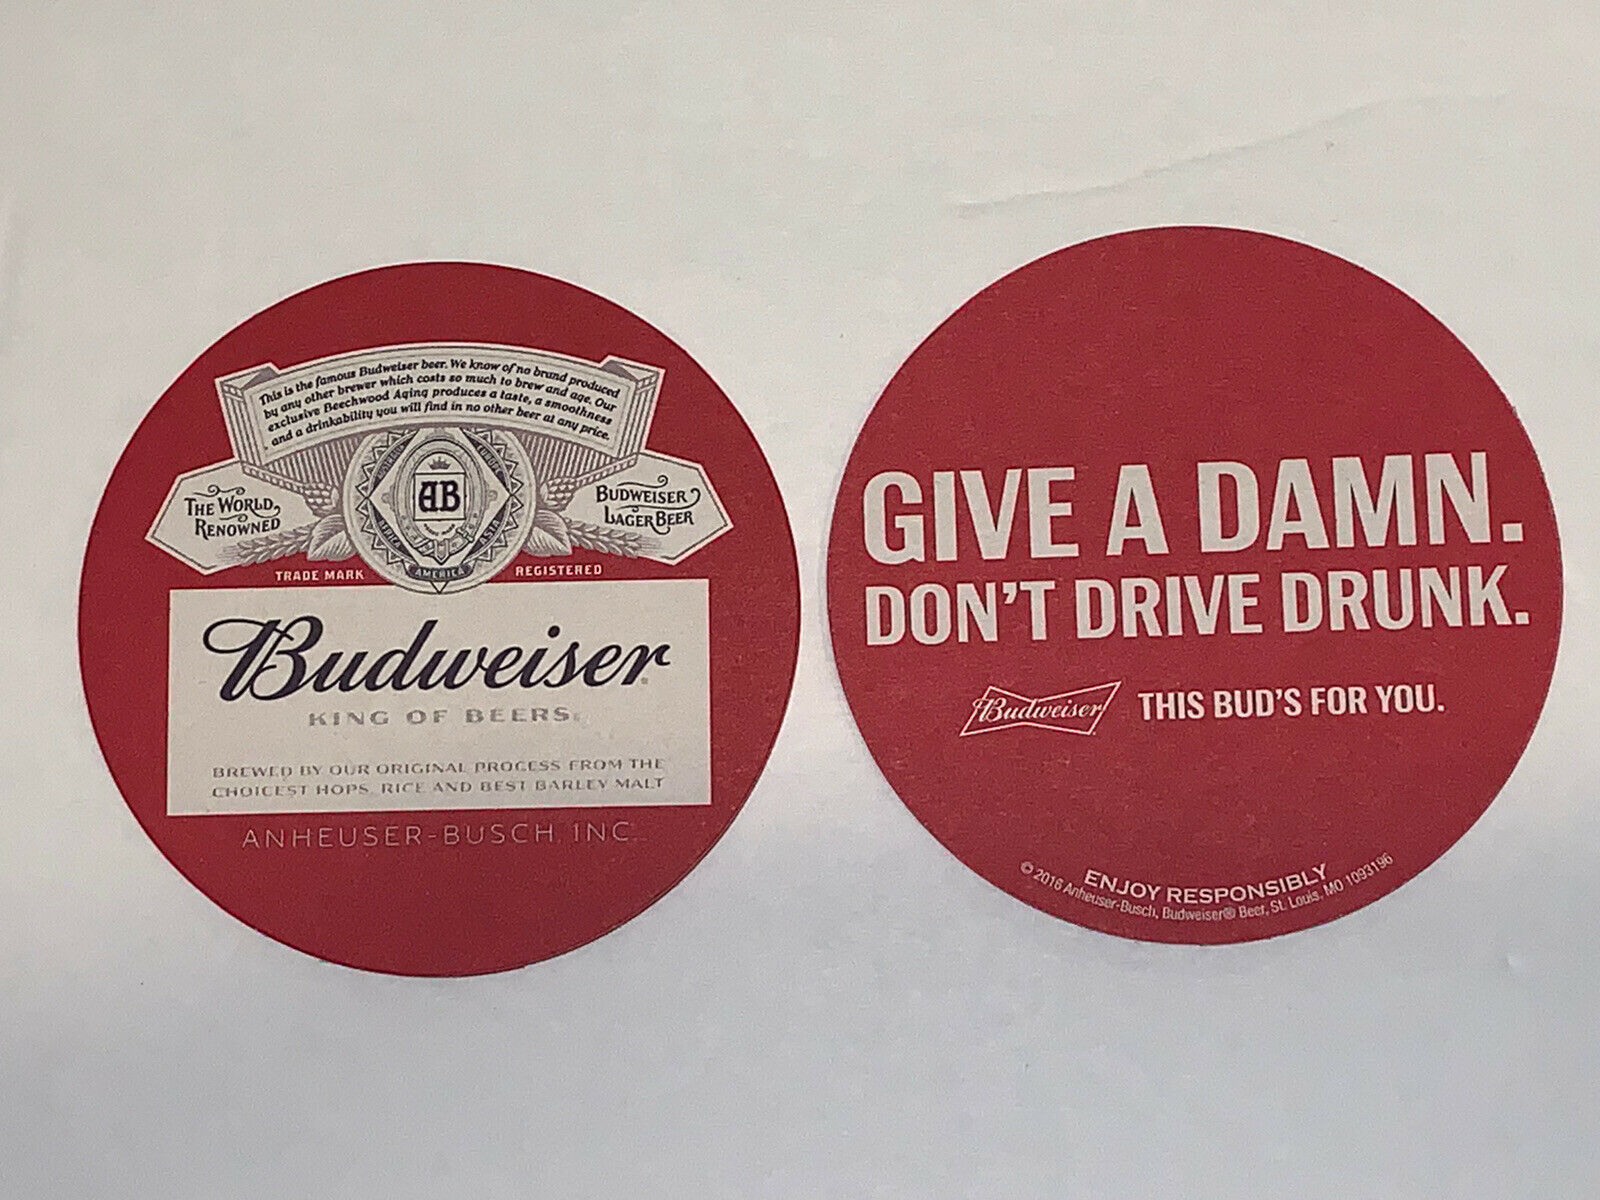 This is the famous Budweiser beer. We know of no brand produced
by any other brewer which costs so much to brew and age. Our
exclusive Beechwood Aging produces a taste, a smoothness
and a drinkability you will find in no other beer at any price.
THE WORLD
RENOWNED
AB
BUDWEISER
LAGER BEER
EUROPE
AFRICA
ASIA
AMERICA
TRADE MARK
REGISTERED
Budweiser
KING OF BEERS
BREWED BY OUR ORIGINAL PROCESS FROM THE
CHOICEST HOPS, RICE AND BEST BARLEY MALT
ANHEUSER-BUSCH, INC.
GIVE A DAMN.
DON'T DRIVE DRUNK.
Budweiser
THIS BUD'S FOR YOU.
ENJOY RESPONSIBLY
© 2016 Anheuser-Busch, Budweiser® Beer, St. Louis, MO 1093196